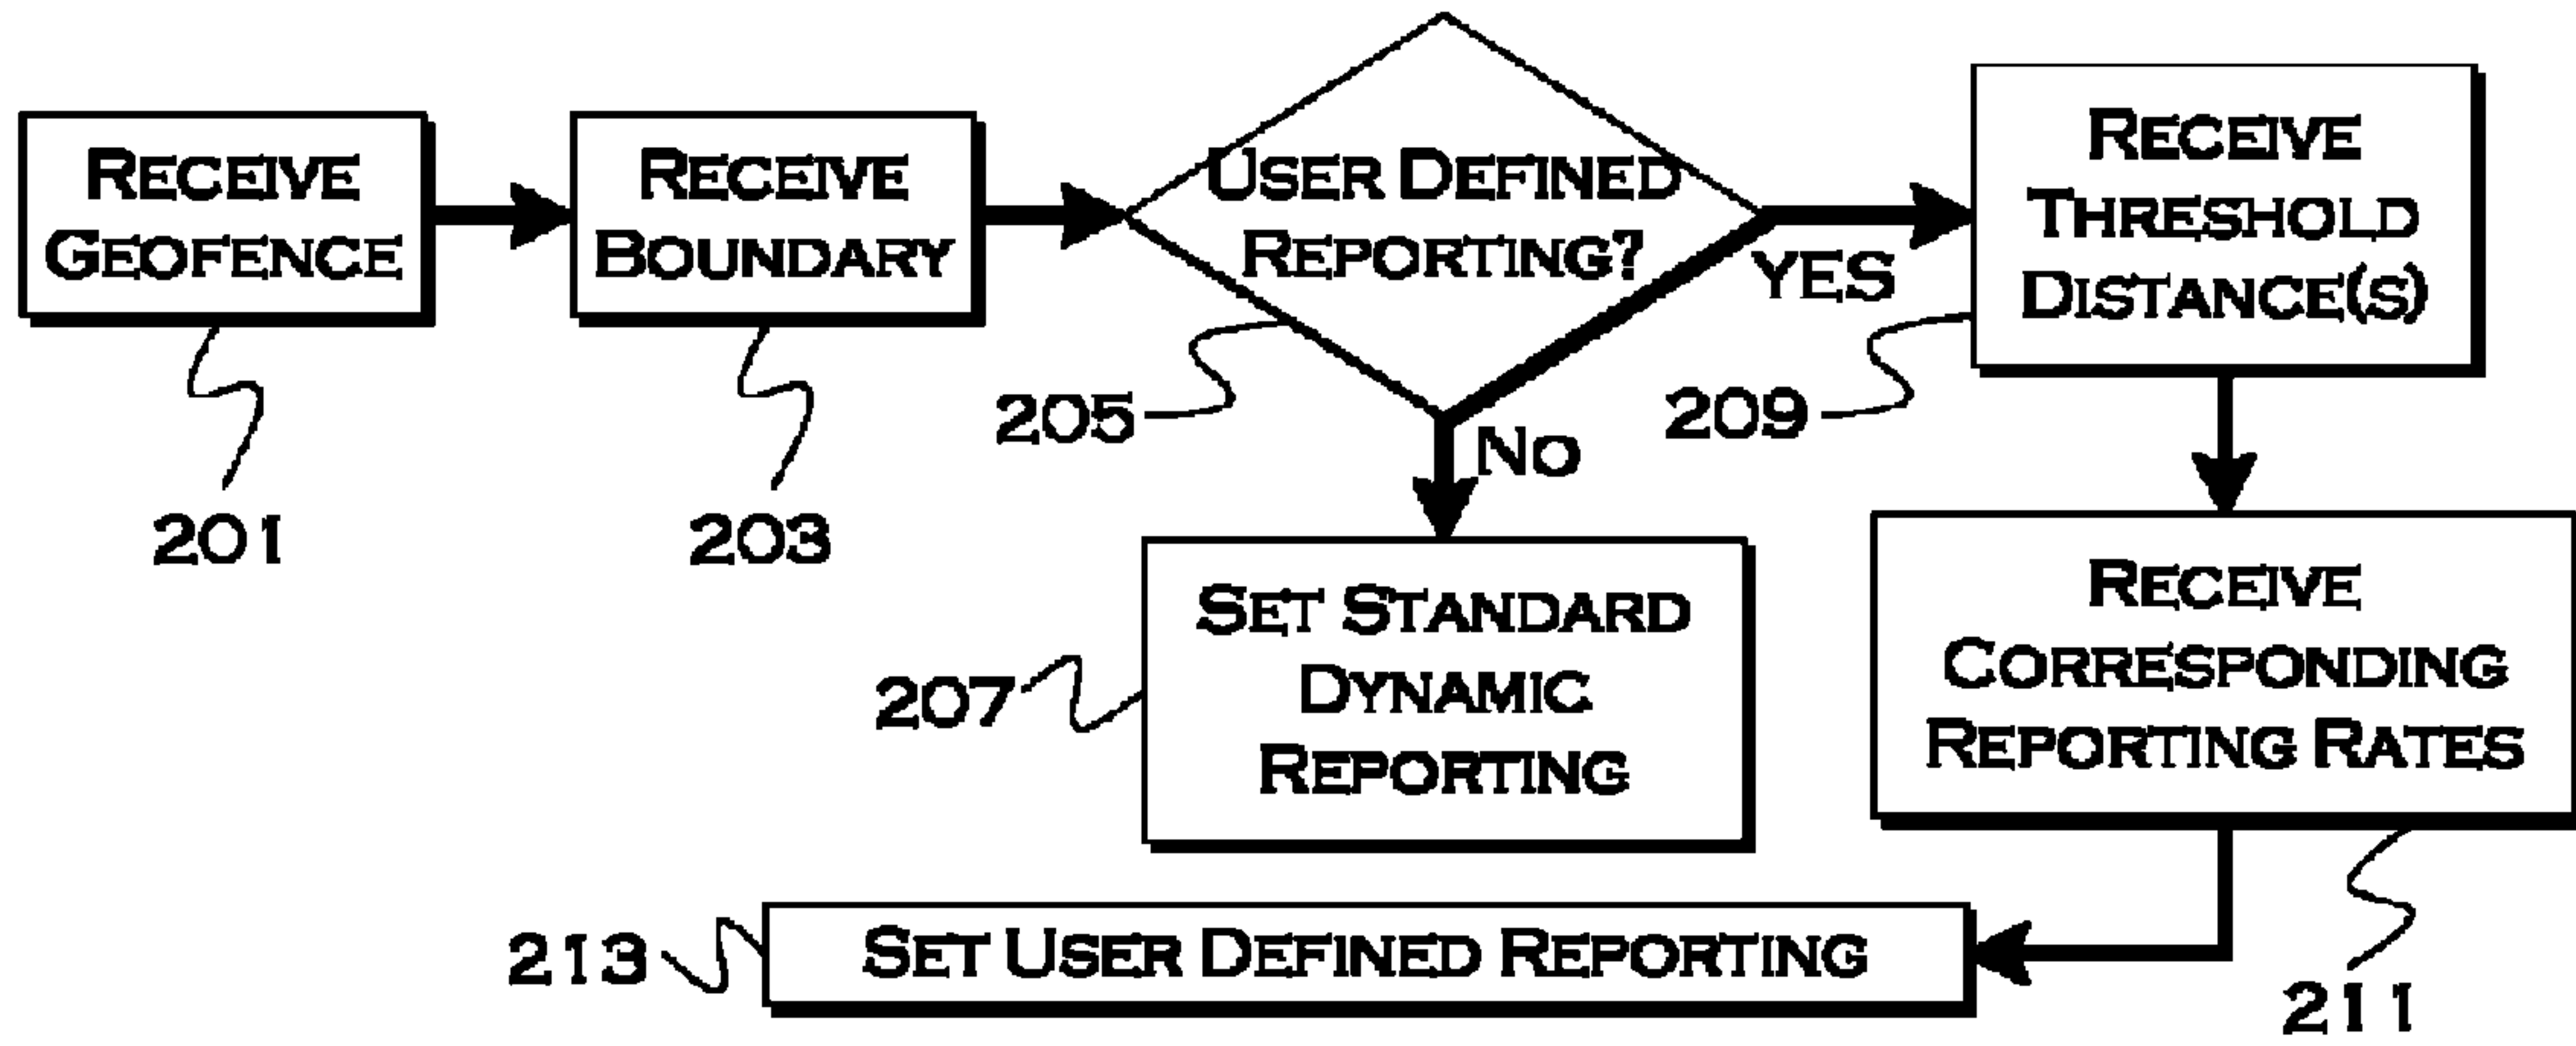 RECEIVE
GEOFENCE
201
RECEIVE
BOUNDARY
203
USER DEFINED
REPORTING?
205
YES
NO
RECEIVE
THRESHOLD
DISTANCE(S)
209
SET STANDARD
DYNAMIC
REPORTING
207
RECEIVE
CORRESPONDING
REPORTING RATES
211
SET USER DEFINED REPORTING
213